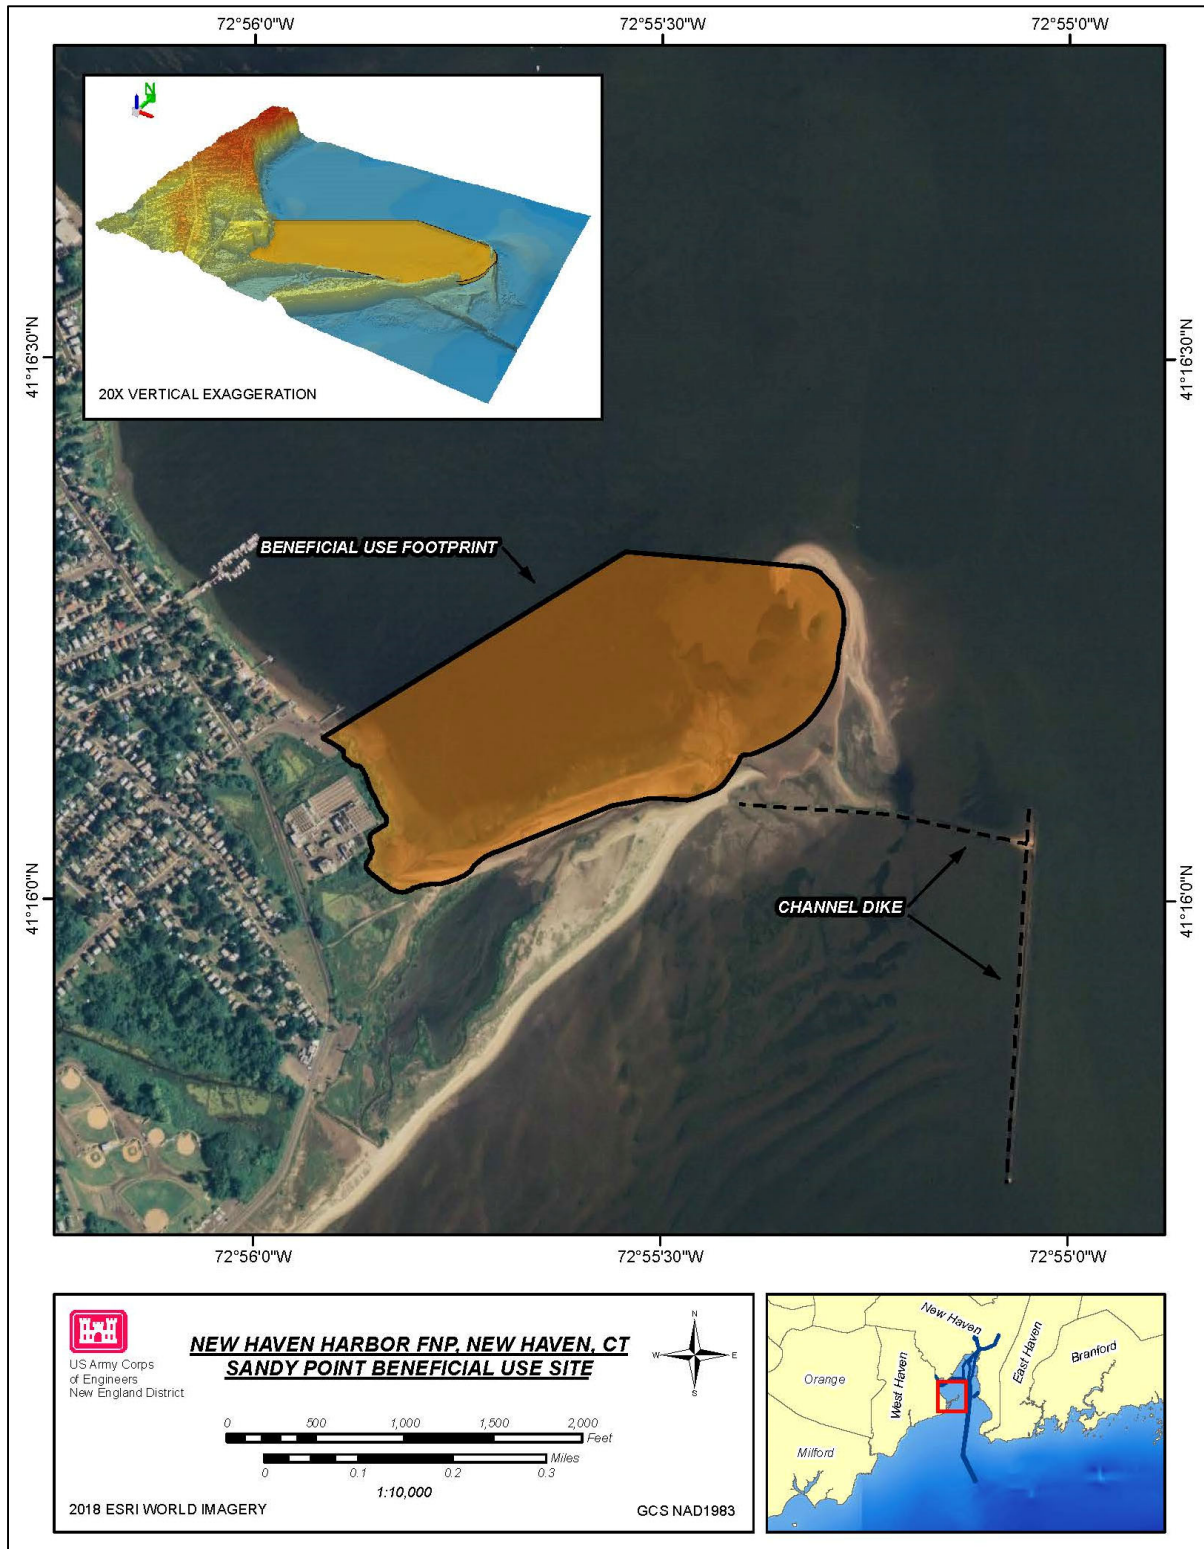 72°56'0"W
72°55'30"W
72°55'0"W
N
20X VERTICAL EXAGGERATION
41°16'30"N
41°16'30"N
BENEFICIAL USE FOOTPRINT
CHANNEL DIKE
41°16'0"N
41°16'0"N
72°56'0"W
72°55'30"W
72°55'0"W
US Army Corps
of Engineers
New England District
NEW HAVEN HARBOR FNP, NEW HAVEN, CT
SANDY POINT BENEFICIAL USE SITE
N
W
E
S
0 500 1,000 1,500 2,000
Feet
Miles
0 0.1 0.2 0.3
1:10,000
2018 ESRI WORLD IMAGERY
GCS NAD1983
New Haven
East Haven
Branford
Orange
West Haven
Milford